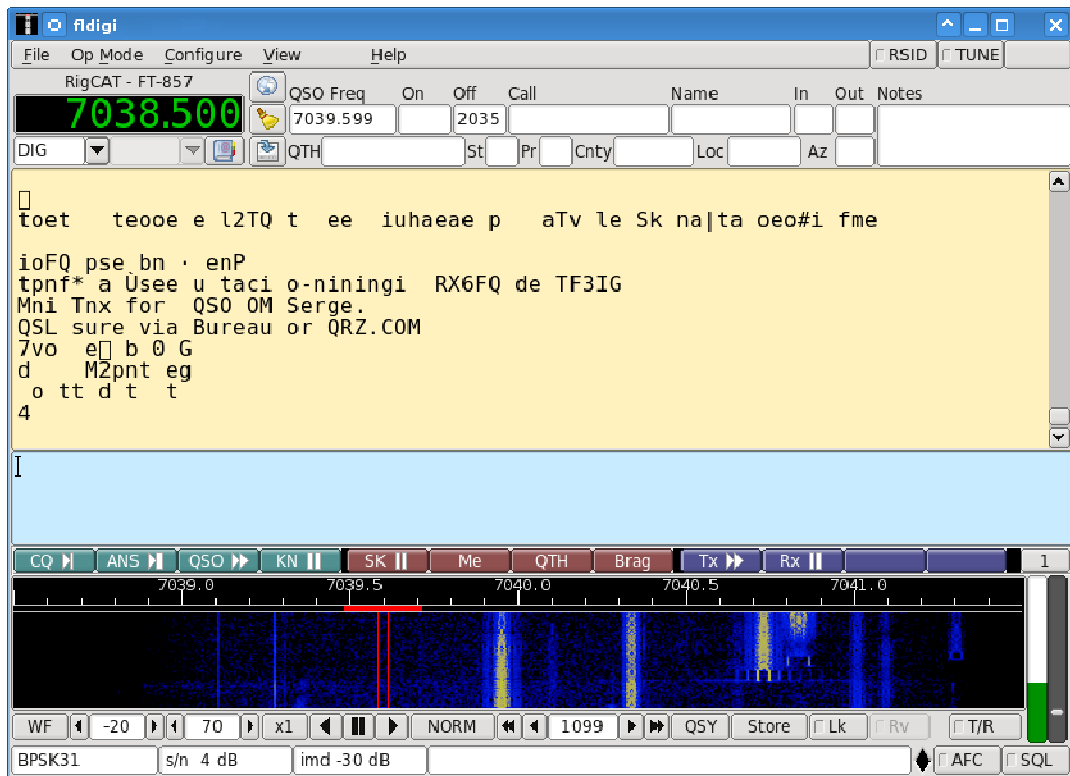 fldigi
File Op Mode Configure View Help RSID TUNE
RigCAT - FT-857
QSO Freq On Off Call Name In Out Notes
7038.500 7039.599 2035
DIG QTH St Pr Cnty Loc Az
toet teooe e l2TQ t ee iuhaeae p aTv le Sk na|ta oeo#i fme
ioFQ pse bn · enP
tpnf* a Ùsee u taci o-niningi RX6FQ de TF3IG
Mni Tnx for QSO OM Serge.
QSL sure via Bureau or QRZ.COM
7vo e b 0 G
d M2pnt eg
o tt d t t
4
CQ ANS QSO KN SK Me QTH Brag Tx Rx 1
7039.0 7039.5 7040.0 7040.5 7041.0
WF -20 70 x1 NORM 1099 QSY Store Lk Rv T/R
BPSK31 s/n 4 dB imd -30 dB AFC SQL